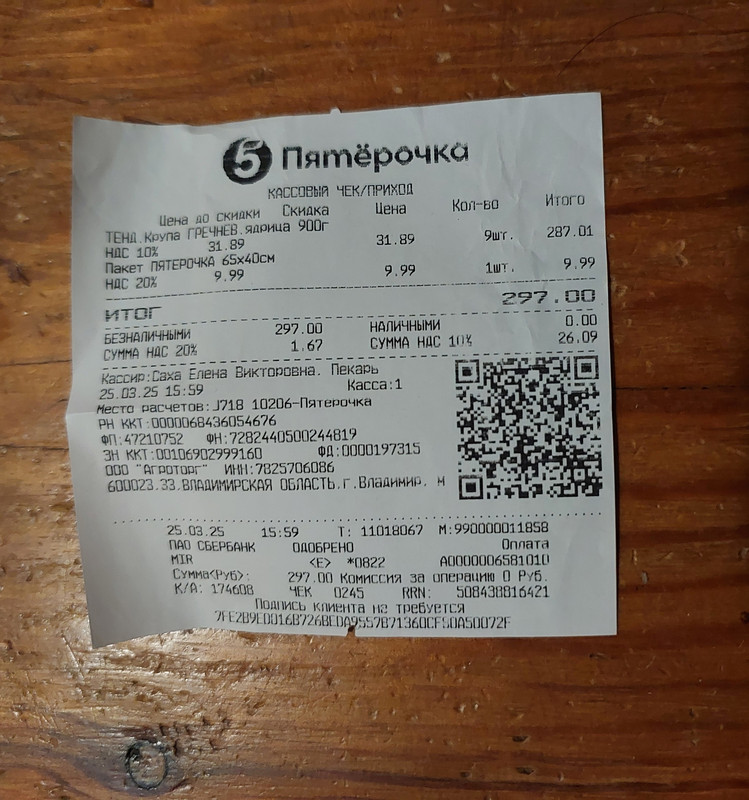 5 Пятёрочка
КАССОВЫЙ ЧЕК/ПРИХОД
Цена до скидки Скидка Цена Кол-во Итого
ТЕНД.Крупа ГРЕЧНЕВ.ядрица 900г
НДС 10% 31.89 31.89 9шт. 287.01
Пакет ПЯТЕРОЧКА 65х40см
НДС 20% 9.99 9.99 1шт. 9.99
ИТОГ 297.00
БЕЗНАЛИЧНЫМИ 297.00 НАЛИЧНЫМИ 0.00
СУММА НДС 20% 1.67 СУММА НДС 10% 26.09
Кассир:Саха Елена Викторовна. Пекарь
25.03.25 15:59 Касса:1
Место расчетов:J718 10206-Пятерочка
РН ККТ:0000068436054676
ФП:47210752 ФН:7282440500244819
ЗН ККТ:00106902999160 ФД:0000197315
ООО "Агроторг" ИНН:7825706086
600023.33.ВЛАДИМИРСКАЯ ОБЛАСТЬ.г.Владимир. м
25.03.25 15:59 Т: 11018067 М:990000011858
ПАО СБЕРБАНК ОДОБРЕНО Оплата
MIR <E> *0822 A0000006581010
Сумма<Руб>: 297.00 Комиссия за операцию 0 Руб.
К/А: 174608 ЧЕК 0245 RRN: 508438816421
Подпись клиента не требуется